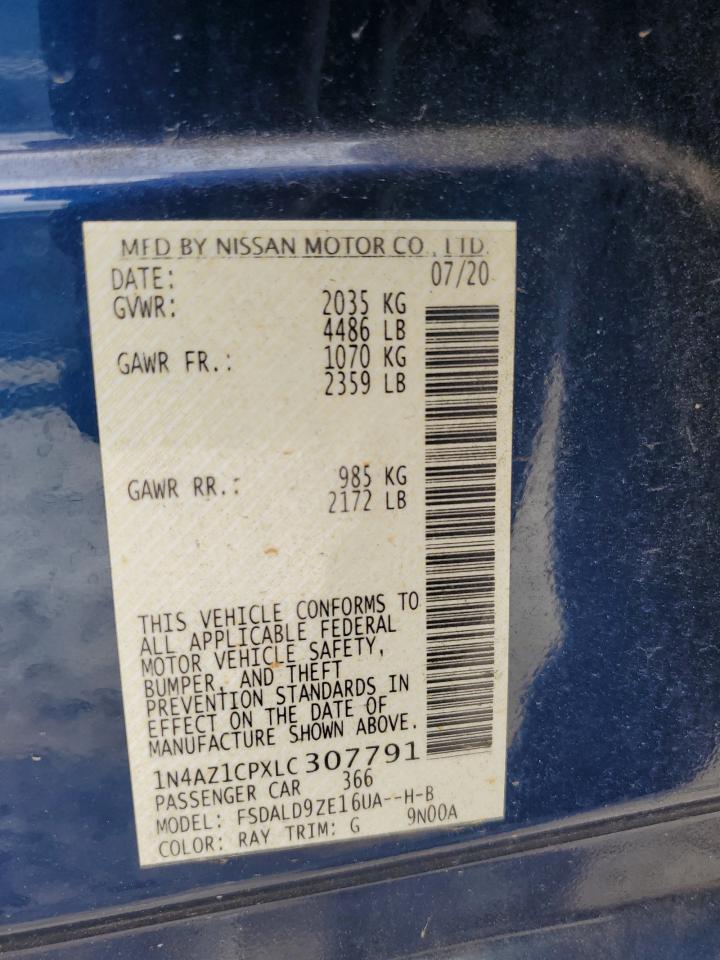 MFD BY NISSAN MOTOR CO., LTD.
DATE: 07/20
GVWR: 2035 KG
4486 LB
GAWR FR.: 1070 KG
2359 LB
GAWR RR.: 985 KG
2172 LB
THIS VEHICLE CONFORMS TO
ALL APPLICABLE FEDERAL
MOTOR VEHICLE SAFETY,
BUMPER, AND THEFT
PREVENTION STANDARDS IN
EFFECT ON THE DATE OF
MANUFACTURE SHOWN ABOVE.
1N4AZ1CPXLC307791
PASSENGER CAR 366
MODEL: FSDALD9ZE16UA--H-B
COLOR: RAY TRIM: G 9N00A